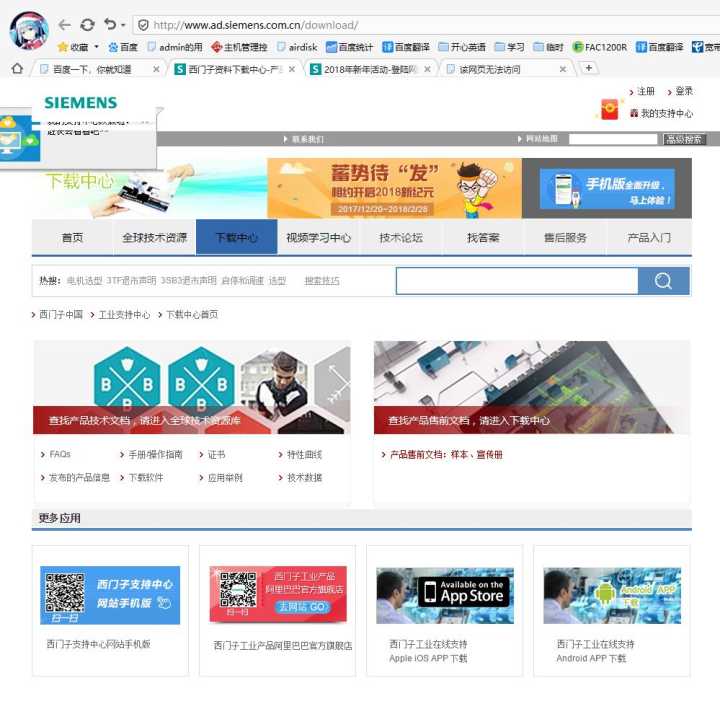 http://www.ad.siemens.com.cn/download/
收藏 百度 admin的用 主机管理控 airdisk 百度统计 百度翻译 开心英语 学习 临时 FAC1200R 百度翻译
百度一下，你就知道 西门子资料下载中心-产 2018年新年活动-登陆网 该网页无法访问
注册 登录
SIEMENS
我的支持中心
联系我们 网站地图 高级搜索
下载中心
蓄势待“发”
相约开启2018新纪元
2017/12/20~2018/2/28
手机版全面升级，
马上体验！
首页 全球技术资源 下载中心 视频学习中心 技术论坛 找答案 售后服务 产品入门
热搜： 电机选型 3TF退市声明 3SB3退市声明 启停和调速 选型 搜索技巧
西门子中国 工业支持中心 下载中心首页
B B B B
查找产品技术文档，请进入全球技术资源库
查找产品售前文档，请进入下载中心
FAQs 手册/操作指南 证书 特性曲线
产品售前文档：样本、宣传册
发布的产品信息 下载软件 应用举例 技术数据
更多应用
西门子支持中心
网站手机版
扫一扫
西门子工业产品
阿里巴巴官方旗舰店
去网站 GO
扫一扫
Available on the
App Store
Android APP
下载
西门子支持中心网站手机版
西门子工业产品阿里巴巴官方旗舰店
西门子工业在线支持
Apple iOS APP 下载
西门子工业在线支持
Android APP 下载